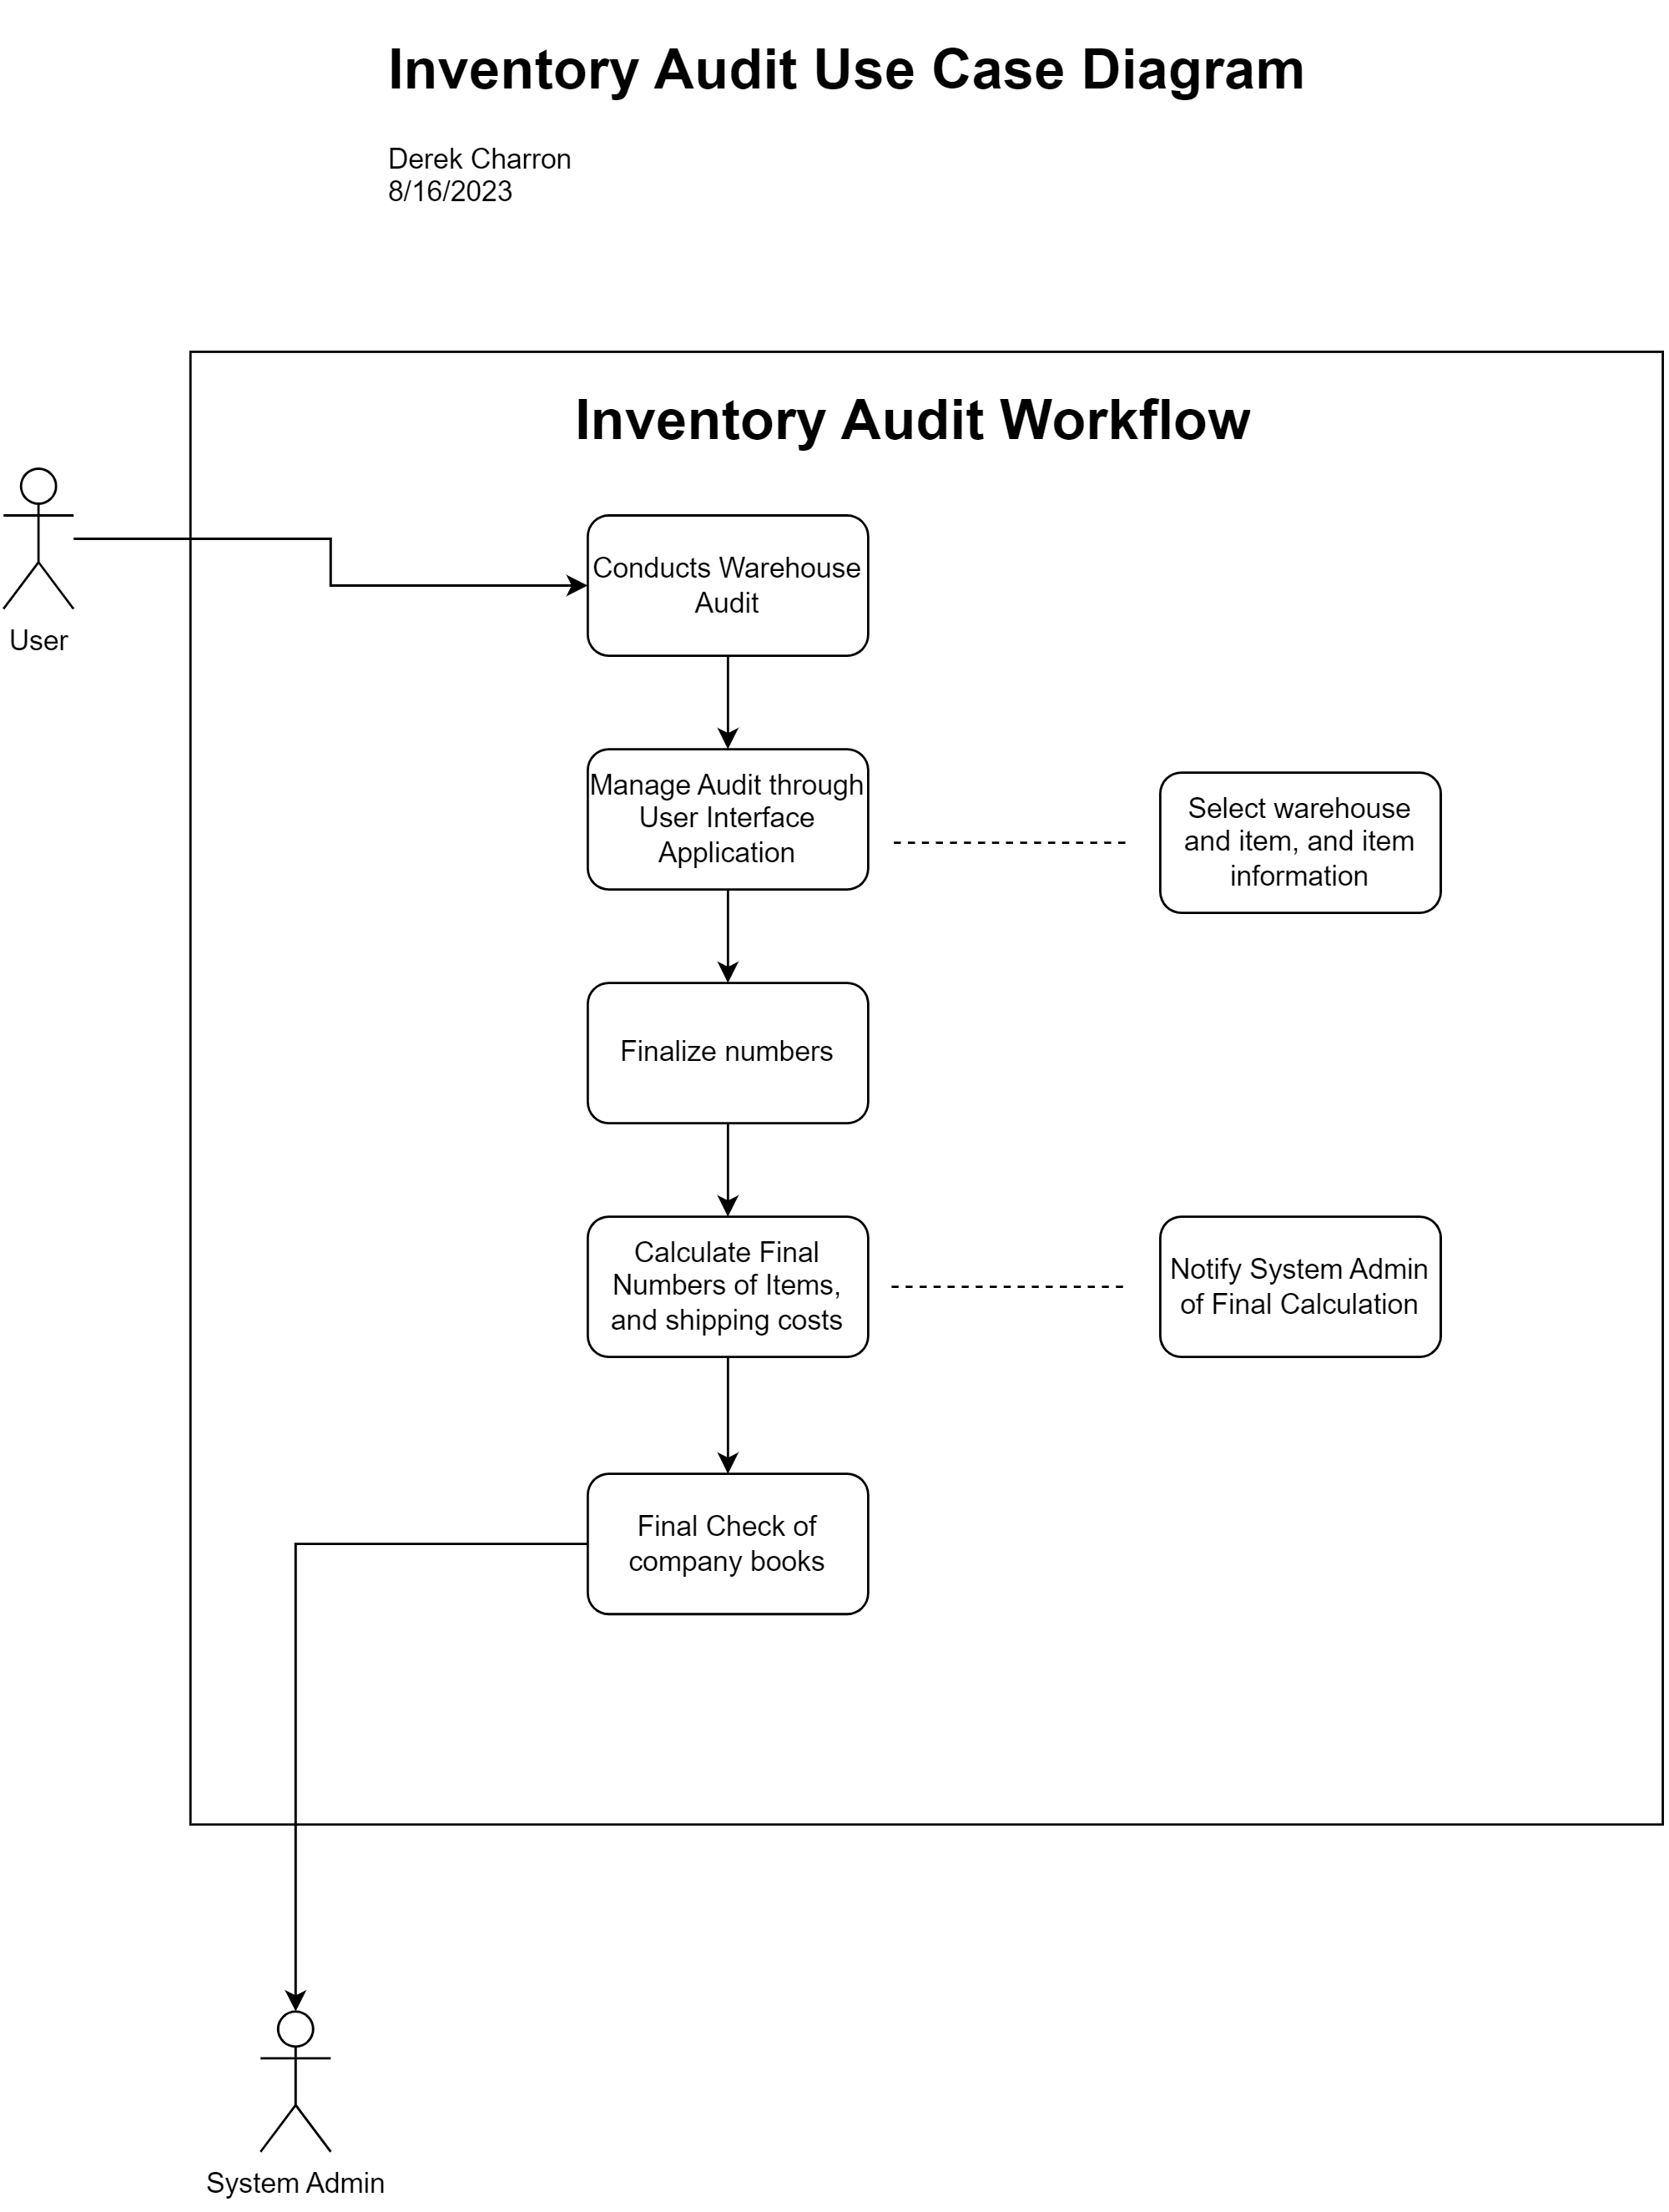 Inventory Audit Use Case Diagram
Derek Charron
8/16/2023
Inventory Audit Workflow
User
Conducts Warehouse
Audit
Manage Audit through
User Interface
Application
Select warehouse
and item, and item
information
Finalize numbers
Calculate Final
Numbers of Items,
and shipping costs
Notify System Admin
of Final Calculation
Final Check of
company books
System Admin